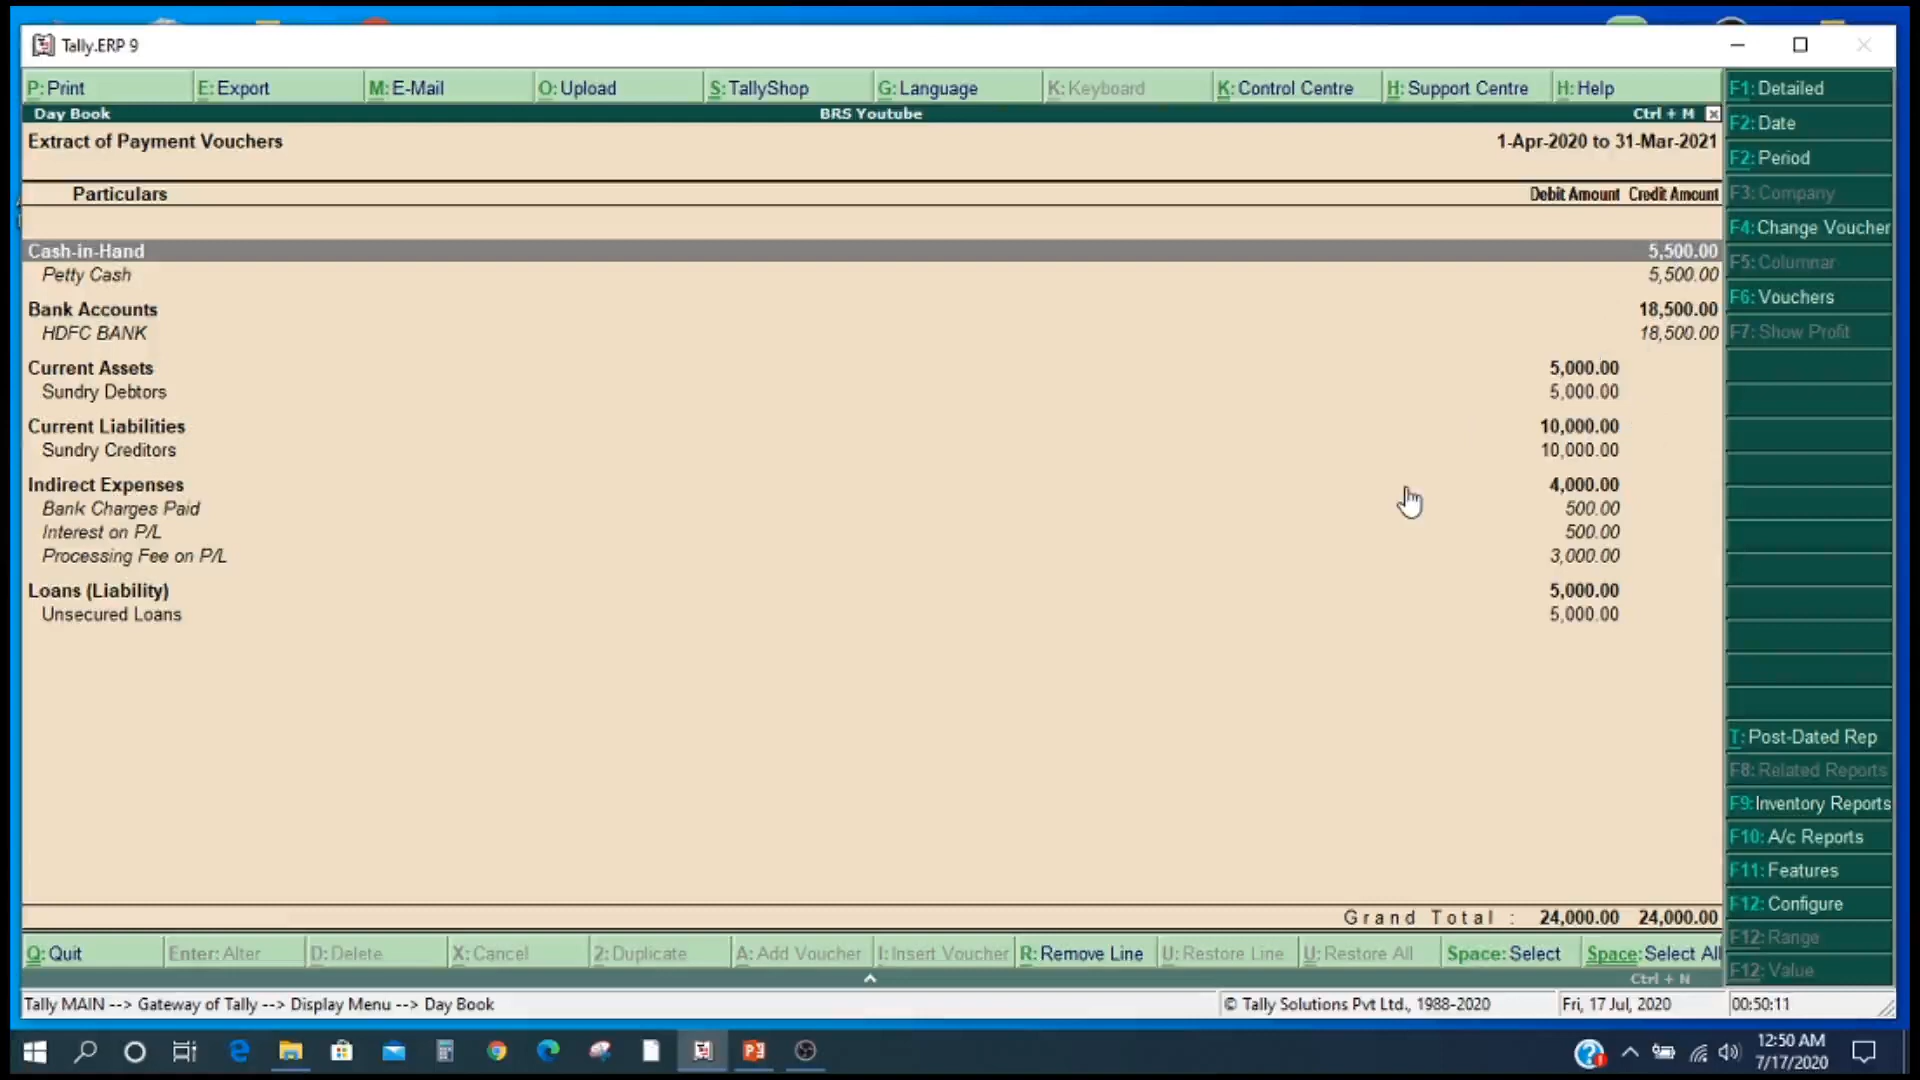 Tally.ERP 9
P: Print E: Export M: E-Mail O: Upload S: TallyShop G: Language K: Keyboard K: Control Centre H: Support Centre H: Help
Day Book BRS Youtube Ctrl + M
Extract of Payment Vouchers 1-Apr-2020 to 31-Mar-2021
Particulars Debit Amount Credit Amount
Cash-in-Hand 5,500.00
Petty Cash 5,500.00
Bank Accounts 18,500.00
HDFC BANK 18,500.00
Current Assets 5,000.00
Sundry Debtors 5,000.00
Current Liabilities 10,000.00
Sundry Creditors 10,000.00
Indirect Expenses 4,000.00
Bank Charges Paid 500.00
Interest on P/L 500.00
Processing Fee on P/L 3,000.00
Loans (Liability) 5,000.00
Unsecured Loans 5,000.00
Grand Total : 24,000.00 24,000.00
F1: Detailed
F2: Date
F2: Period
F3: Company
F4: Change Voucher
F5: Columnar
F6: Vouchers
F7: Show Profit
T: Post-Dated Rep
F8: Related Reports
F9: Inventory Reports
F10: A/c Reports
F11: Features
F12: Configure
F12: Range
F12: Value
Q: Quit Enter: Alter D: Delete X: Cancel 2: Duplicate A: Add Voucher I: Insert Voucher R: Remove Line U: Restore Line U: Restore All Space: Select Space: Select All
Ctrl + N
Tally MAIN --> Gateway of Tally --> Display Menu --> Day Book © Tally Solutions Pvt Ltd., 1988-2020 Fri, 17 Jul, 2020 00:50:11
12:50 AM
7/17/2020